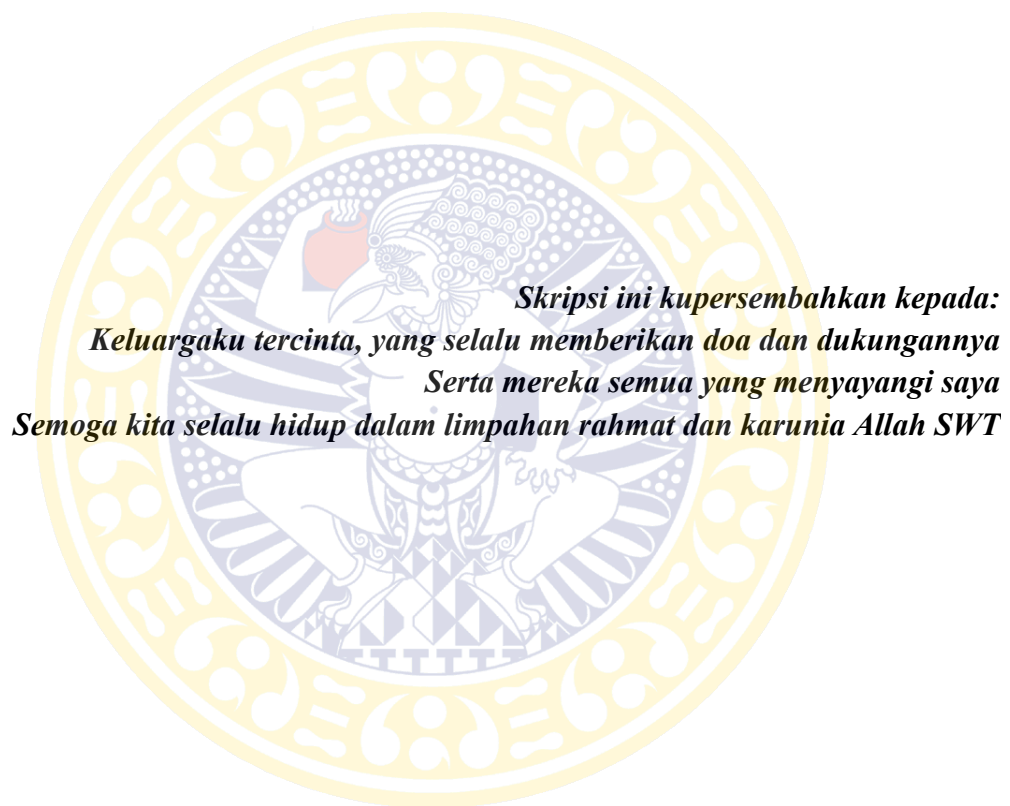 Skripsi ini kupersembahkan kepada:
Keluargaku tercinta, yang selalu memberikan doa dan dukungannya
Serta mereka semua yang menyayangi saya
Semoga kita selalu hidup dalam limpahan rahmat dan karunia Allah SWT